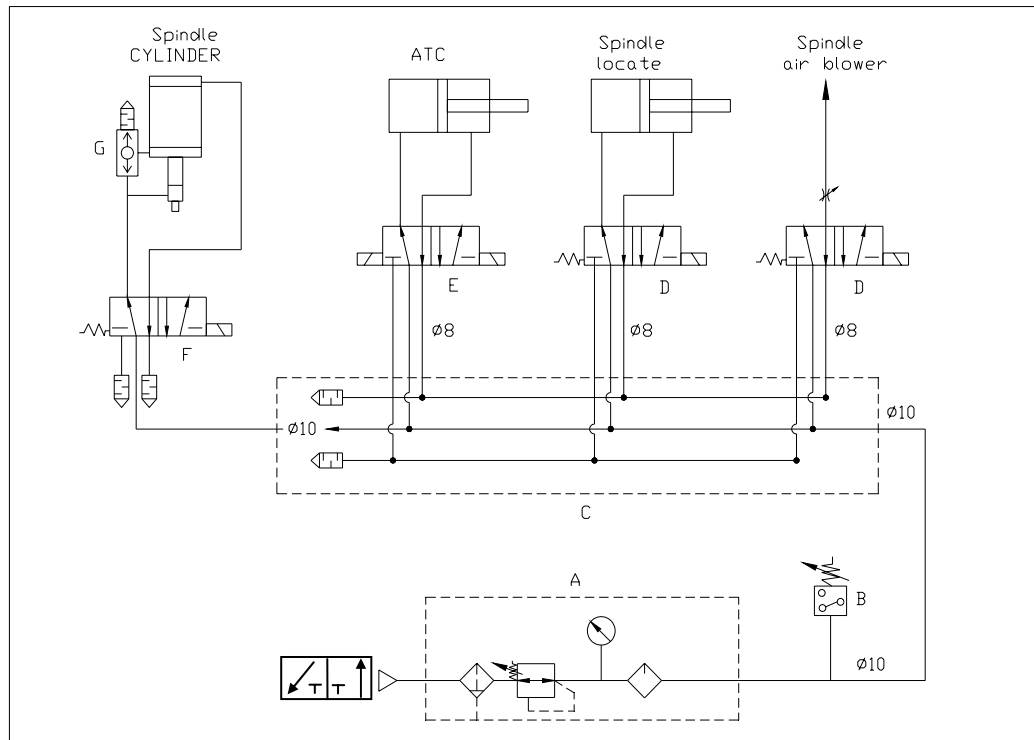 Spindle
CYLINDER
ATC
Spindle
locate
Spindle
air blower
G
E
D
D
F
ø8
ø8
ø8
ø10
ø10
C
A
B
ø10